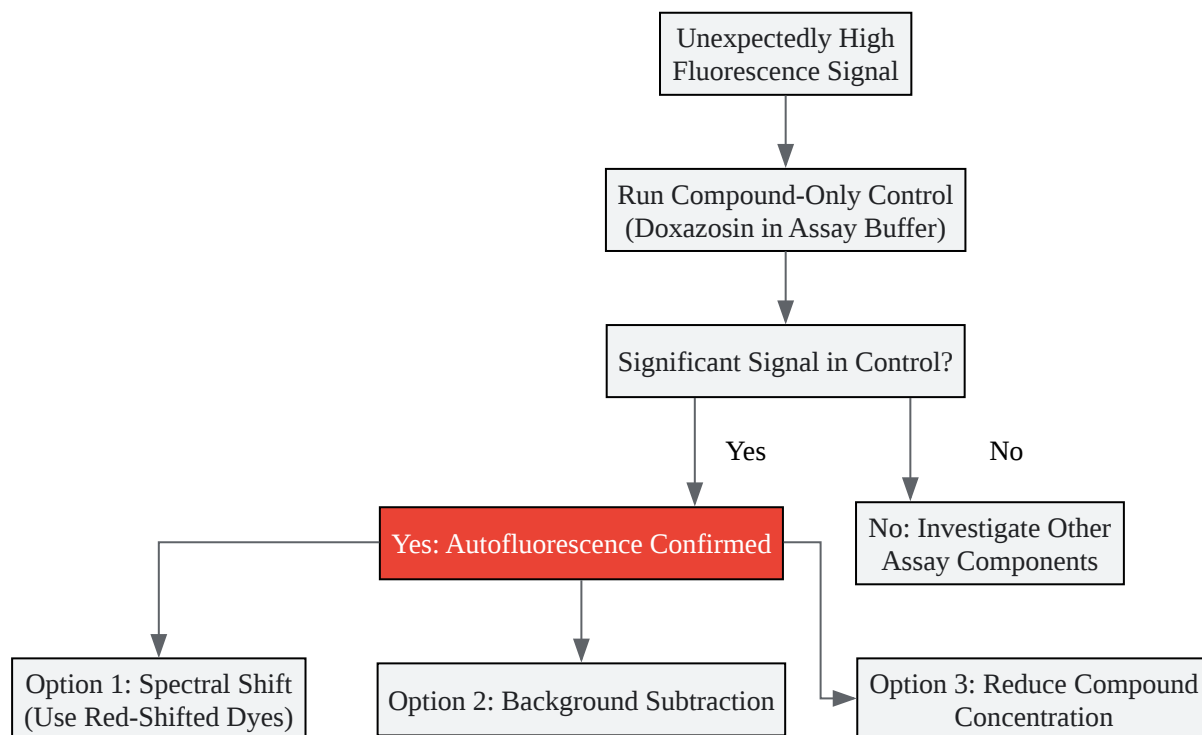 Unexpectedly High
Fluorescence Signal
Run Compound-Only Control
(Doxazosin in Assay Buffer)
Significant Signal in Control?
Yes
No
Yes: Autofluorescence Confirmed
No: Investigate Other
Assay Components
Option 1: Spectral Shift
(Use Red-Shifted Dyes)
Option 2: Background Subtraction
Option 3: Reduce Compound
Concentration